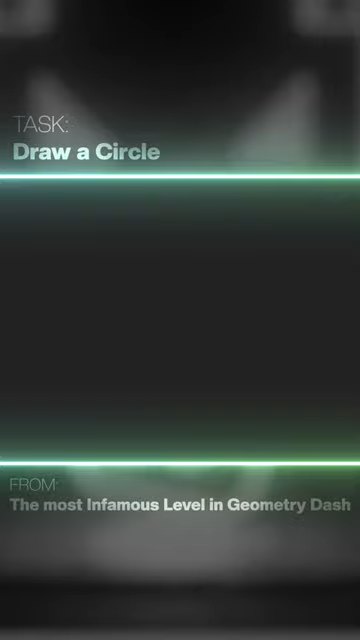 TASK:
Draw a Circle
FROM:
The most Infamous Level in Geometry Dash